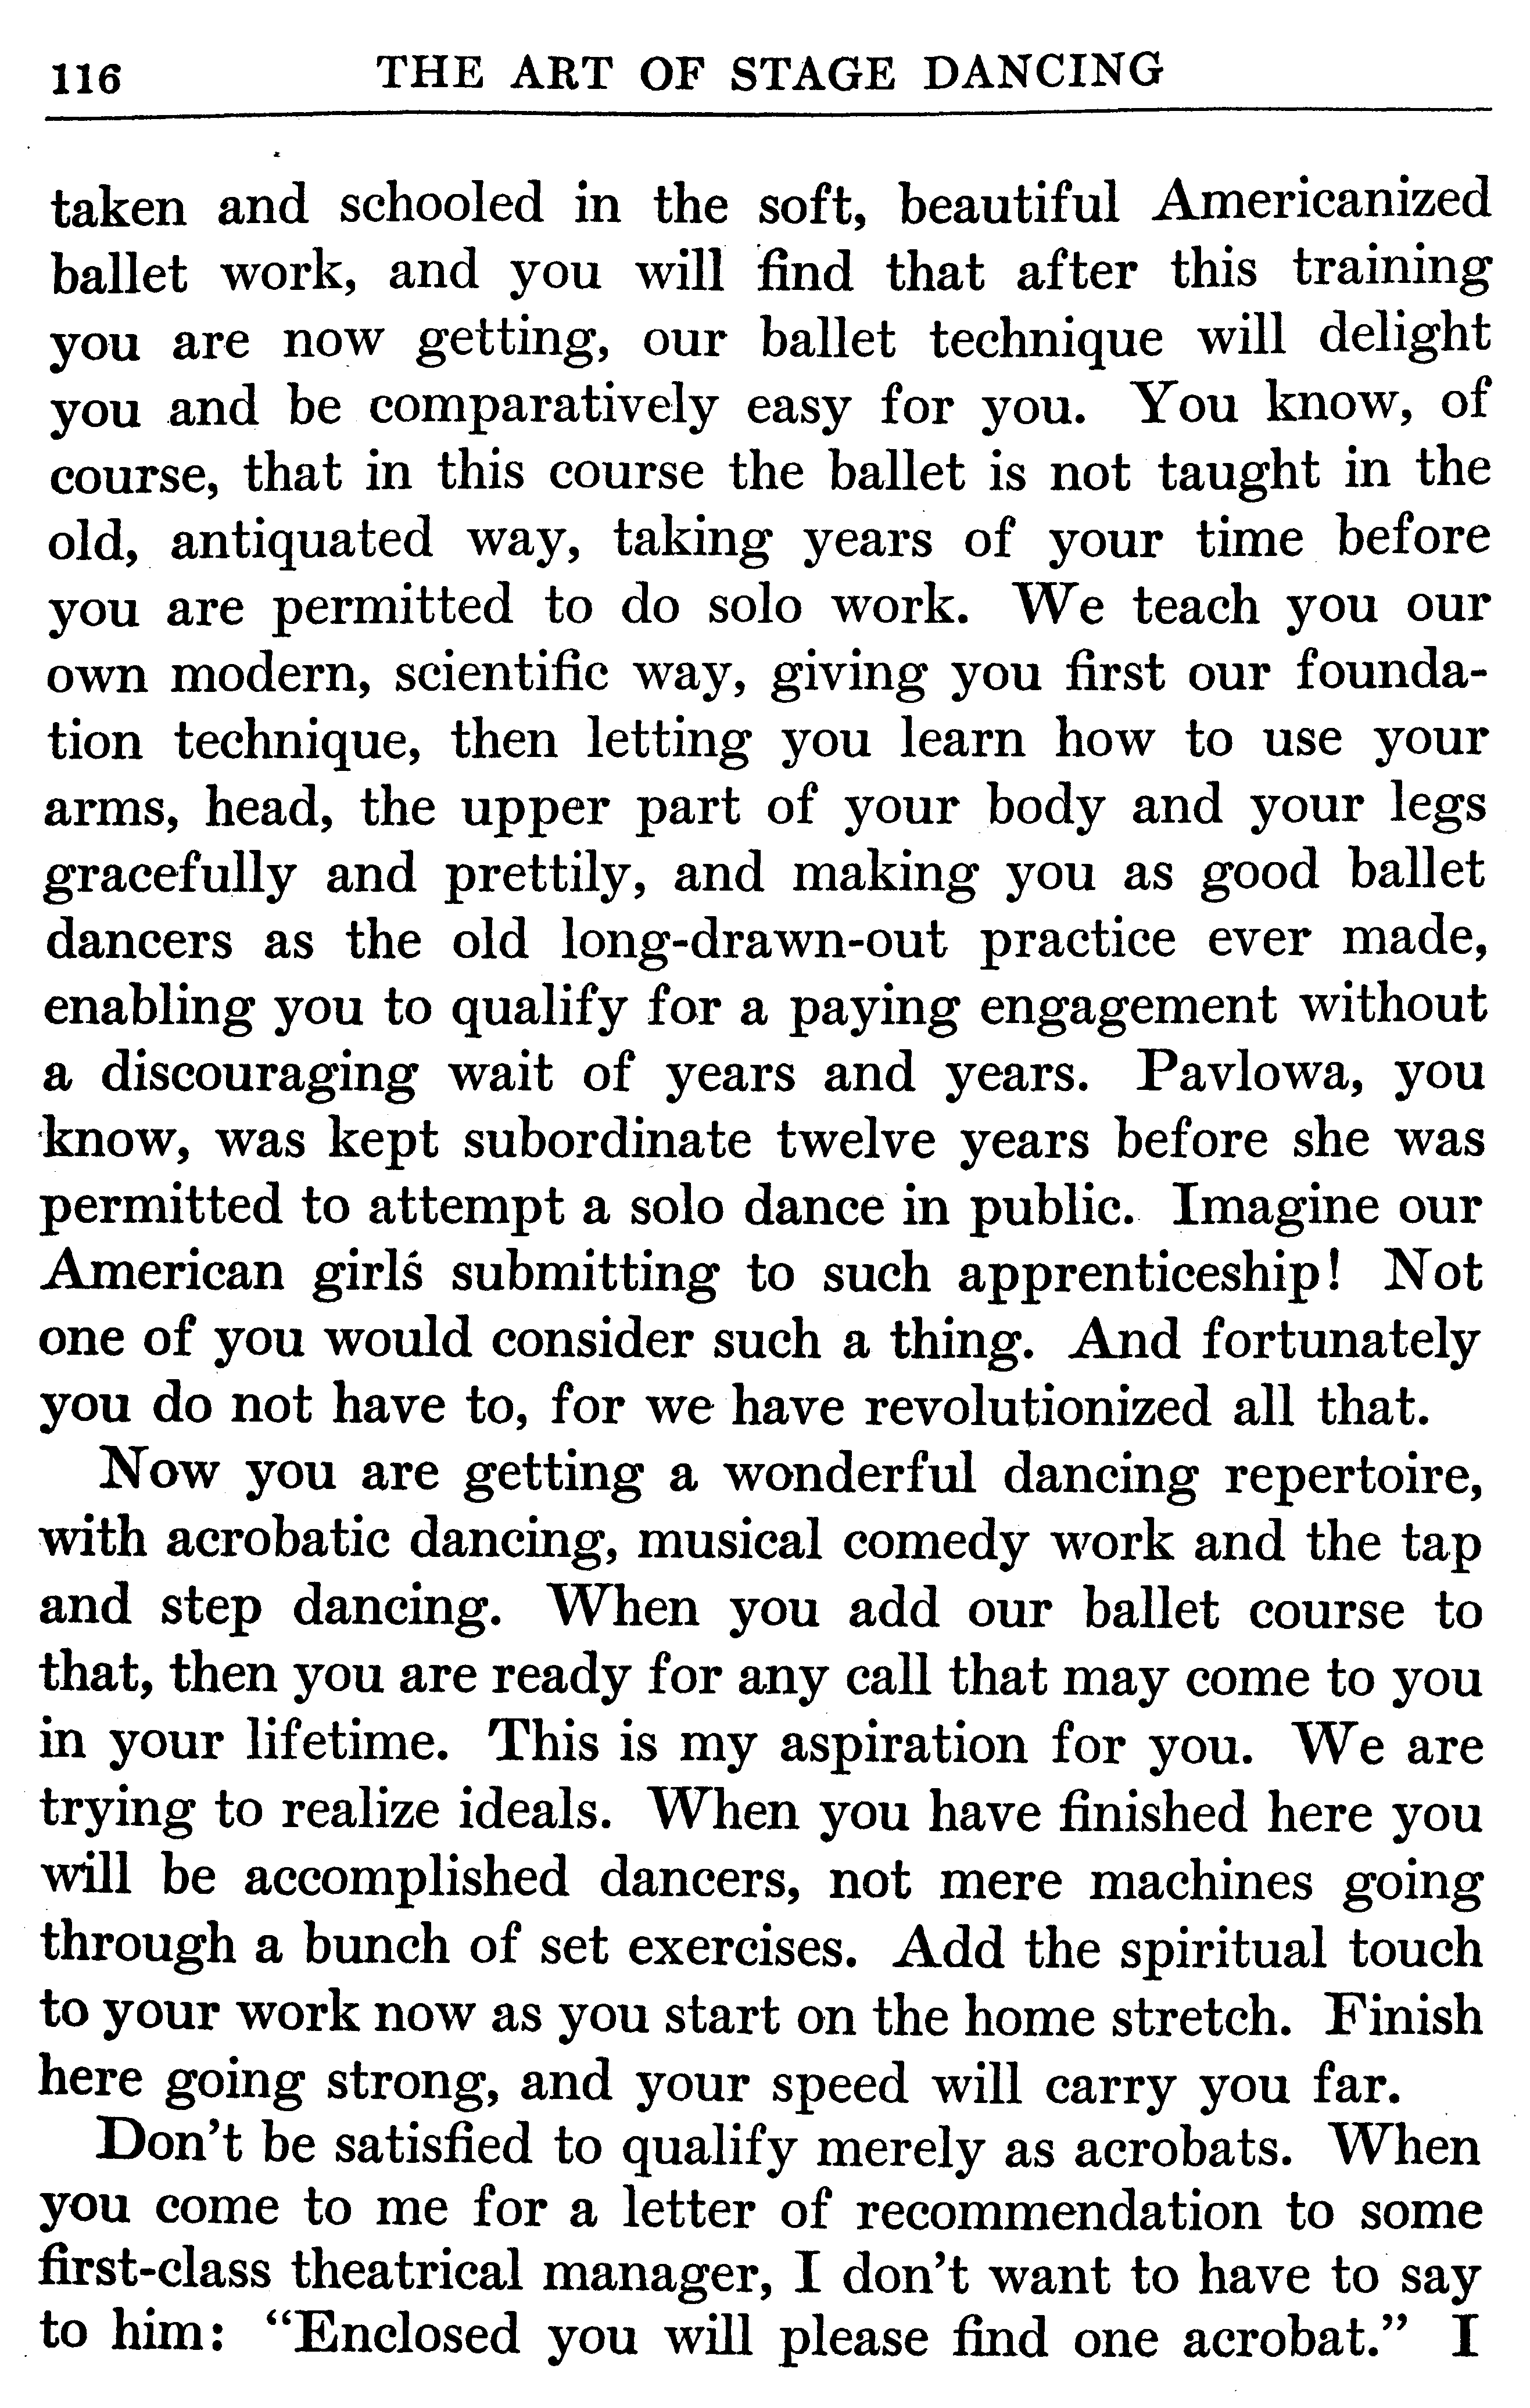 116 THE ART OF STAGE DANCING
taken and schooled in the soft, beautiful Americanized
ballet work, and you will find that after this training
you are now getting, our ballet technique will delight
you and be comparatively easy for you. You know, of
course, that in this course the ballet is not taught in the
old, antiquated way, taking years of your time before
you are permitted to do solo work. We teach you our
own modern, scientific way, giving you first our founda-
tion technique, then letting you learn how to use your
arms, head, the upper part of your body and your legs
gracefully and prettily, and making you as good ballet
dancers as the old long-drawn-out practice ever made,
enabling you to qualify for a paying engagement without
a discouraging wait of years and years. Pavlowa, you
know, was kept subordinate twelve years before she was
permitted to attempt a solo dance in public. Imagine our
American girls submitting to such apprenticeship! Not
one of you would consider such a thing. And fortunately
you do not have to, for we have revolutionized all that.
Now you are getting a wonderful dancing repertoire,
with acrobatic dancing, musical comedy work and the tap
and step dancing. When you add our ballet course to
that, then you are ready for any call that may come to you
in your lifetime. This is my aspiration for you. We are
trying to realize ideals. When you have finished here you
will be accomplished dancers, not mere machines going
through a bunch of set exercises. Add the spiritual touch
to your work now as you start on the home stretch. Finish
here going strong, and your speed will carry you far.
Don't be satisfied to qualify merely as acrobats. When
you come to me for a letter of recommendation to some
first-class theatrical manager, I don't want to have to say
to him: "Enclosed you will please find one acrobat." I